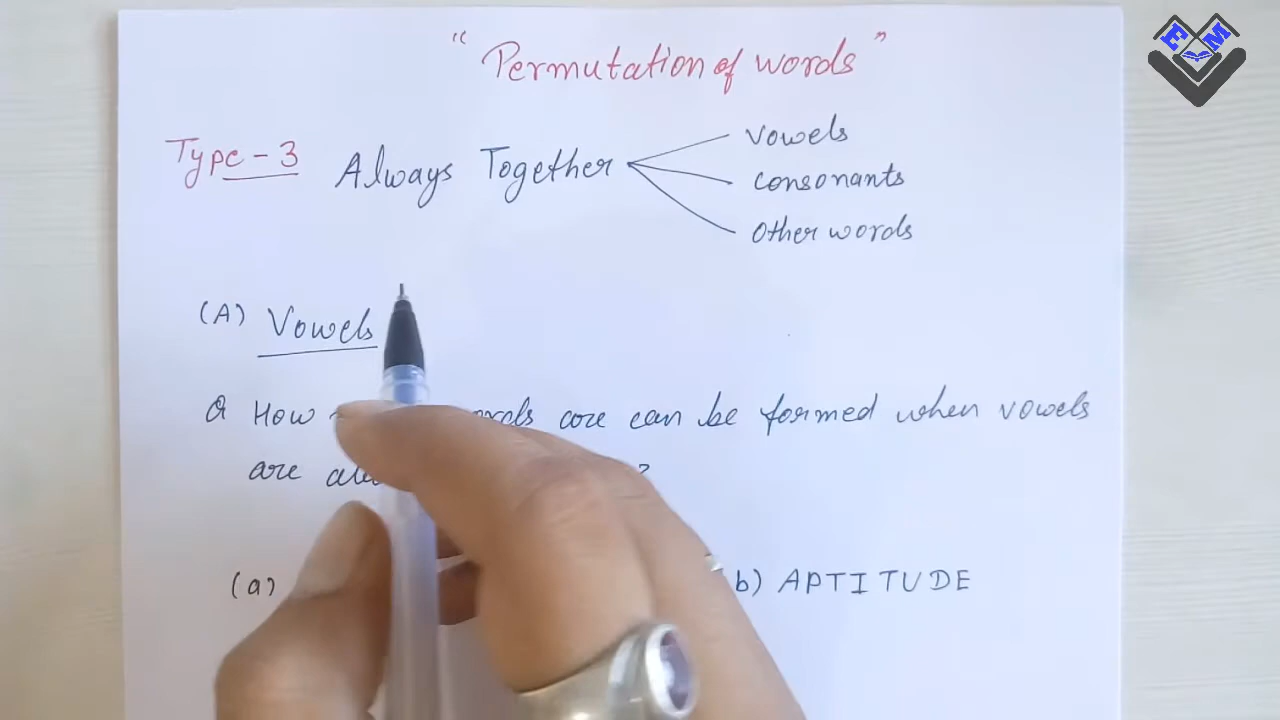 "Permutation of words"
Type-3 Always Together
vowels
consonants
Other words
(A) Vowels
Q How words are can be formed when vowels
are ?
(a)
b) APTITUDE
F M